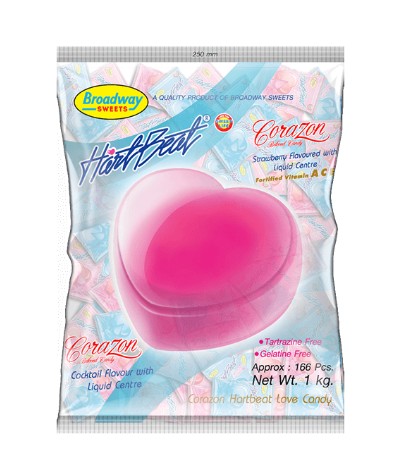 250 mm
Broadway
SWEETS
A QUALITY PRODUCT OF BROADWAY SWEETS
HartBeat®
Corazon
Strawberry flavoured with
Liquid Centre
Fortified Vitamin A C E
Corazon
Cocktail Flavour with
Liquid Centre
• Tartrazine Free
• Gelatine Free
Approx : 166 Pcs.
Net Wt. 1 kg.
Corazon Hartbeat Love Candy